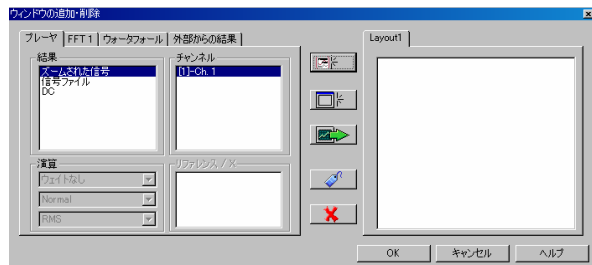 ウィンドウの追加・削除
プレーヤ FFT 1 ウォータフォール 外部からの結果
Layout1
結果
ズームされた信号
信号ファイル
DC
チャンネル
[1]-Ch. 1
演算
ウェイトなし
Normal
RMS
リファレンス / X
OK キャンセル ヘルプ